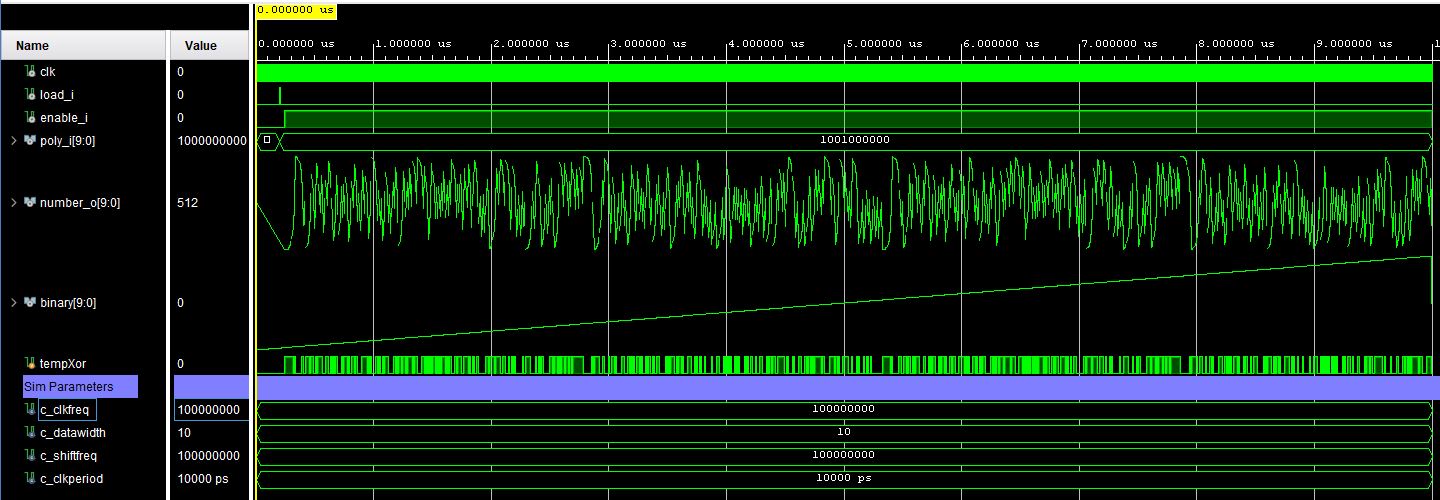 0.000000 us
Name Value
0.000000 us 1.000000 us 2.000000 us 3.000000 us 4.000000 us 5.000000 us 6.000000 us 7.000000 us 8.000000 us 9.000000 us 1
clk 0
load_i 0
enable_i 0
poly_i[9:0] 1000000000 1001000000
number_o[9:0] 512
binary[9:0] 0
tempXor 0
Sim Parameters
c_clkfreq 100000000 100000000
c_datawidth 10 10
c_shiftfreq 100000000 100000000
c_clkperiod 10000 ps 10000 ps